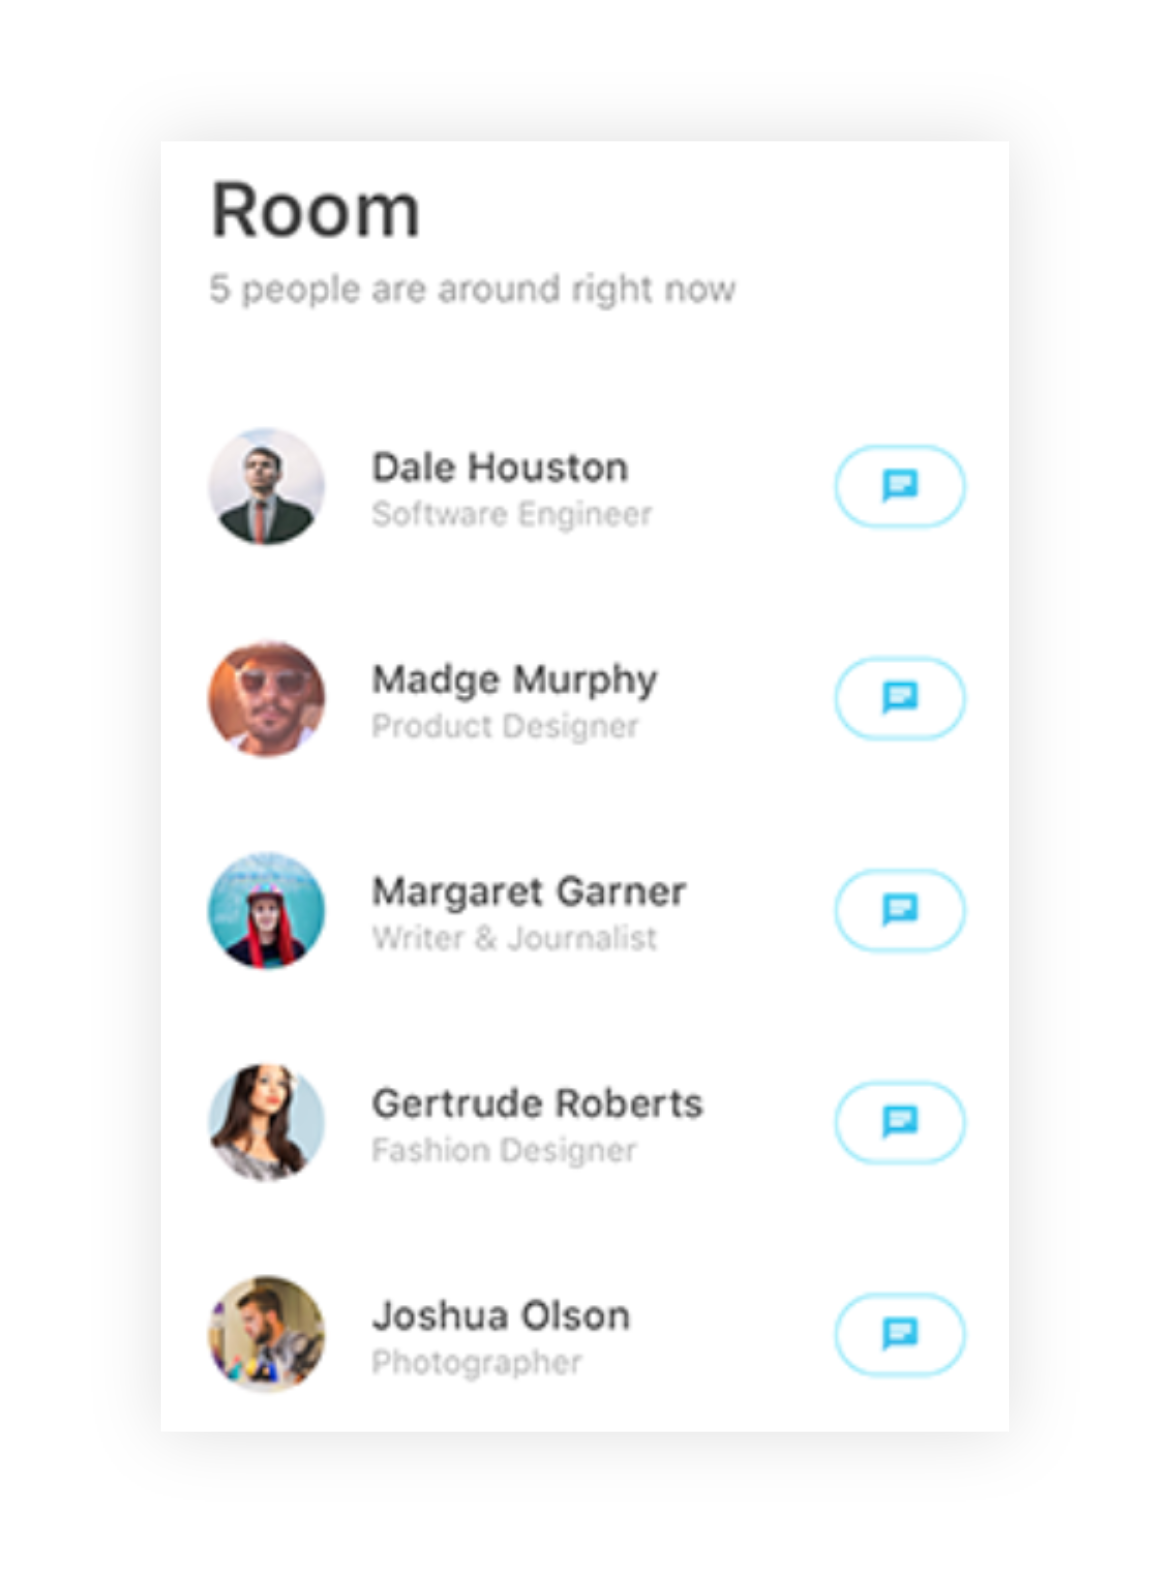 Room
5 people are around right now
Dale Houston
Software Engineer
Madge Murphy
Product Designer
Margaret Garner
Writer & Journalist
Gertrude Roberts
Fashion Designer
Joshua Olson
Photographer